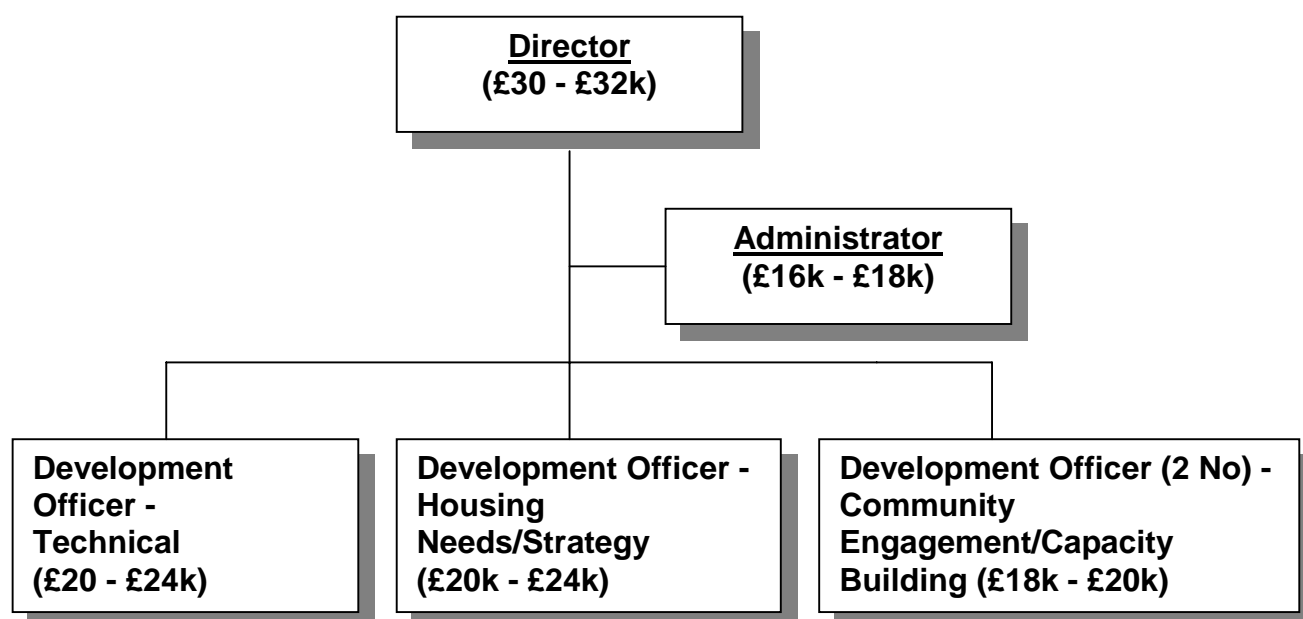 Director
(£30 - £32k)
Administrator
(£16k - £18k)
Development
Officer -
Technical
(£20 - £24k)
Development Officer -
Housing
Needs/Strategy
(£20k - £24k)
Development Officer (2 No) -
Community
Engagement/Capacity
Building (£18k - £20k)